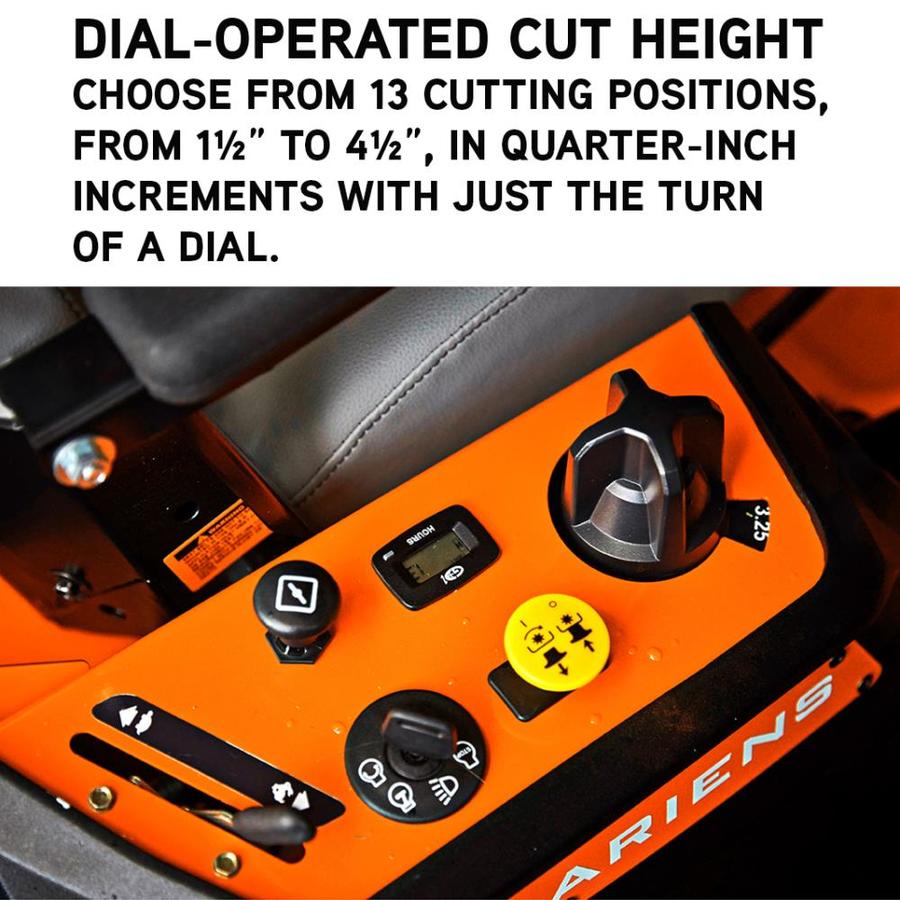 DIAL-OPERATED CUT HEIGHT
CHOOSE FROM 13 CUTTING POSITIONS,
FROM 1½” TO 4½”, IN QUARTER-INCH
INCREMENTS WITH JUST THE TURN
OF A DIAL.
3.25
HOURS
STOP
ARIENS